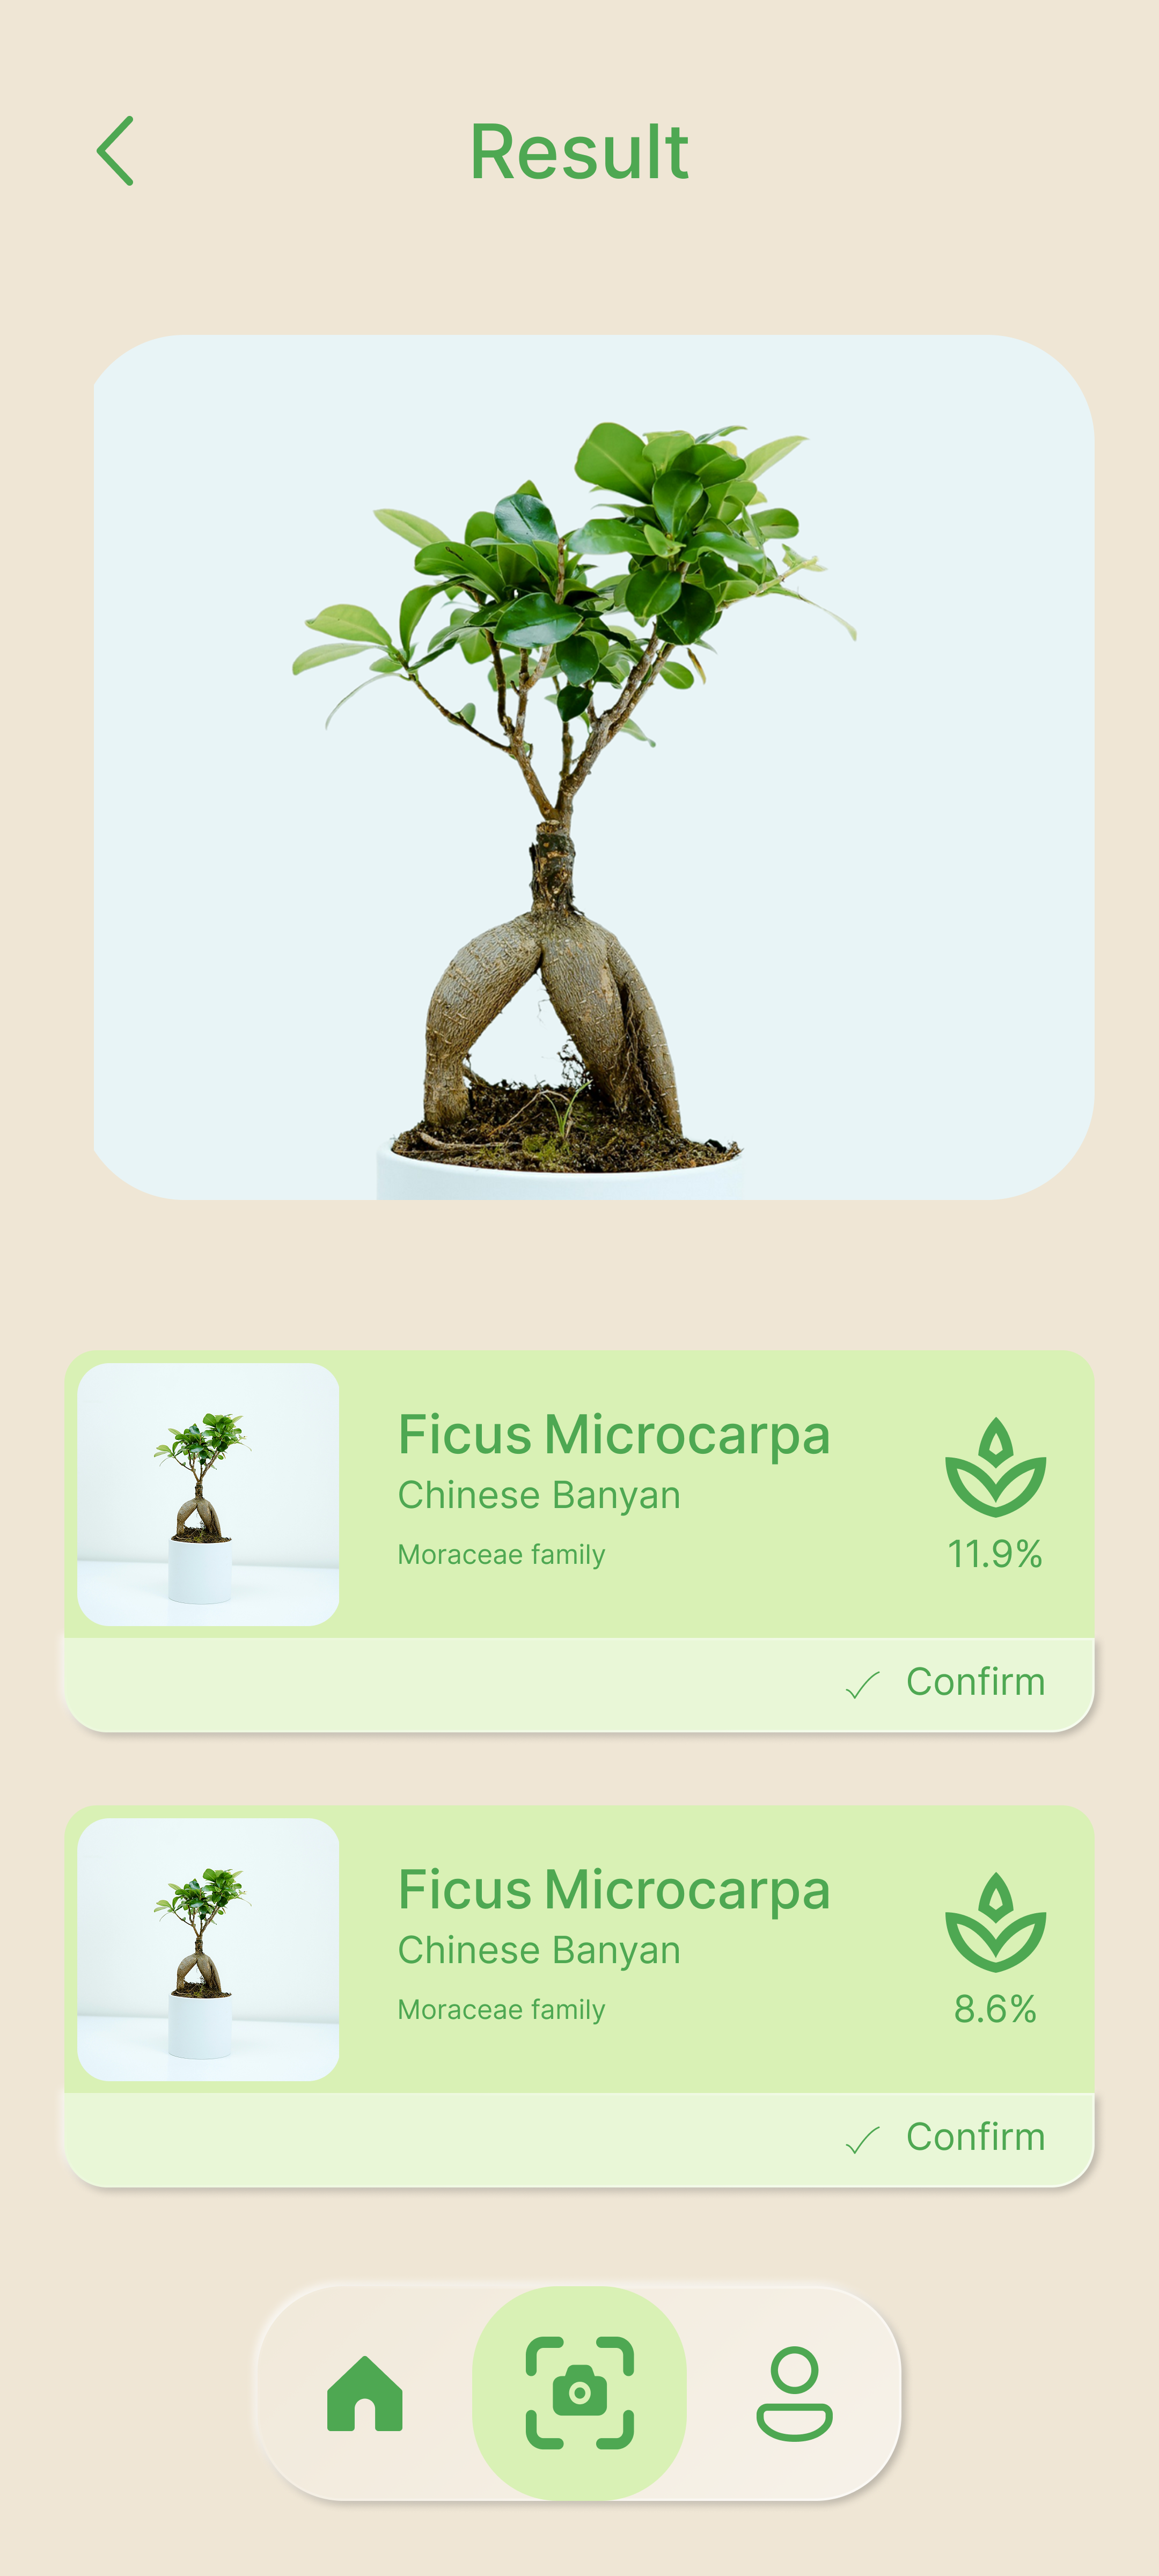 Result
Ficus Microcarpa
Chinese Banyan
Moraceae family
11.9%
Confirm
Ficus Microcarpa
Chinese Banyan
Moraceae family
8.6%
Confirm